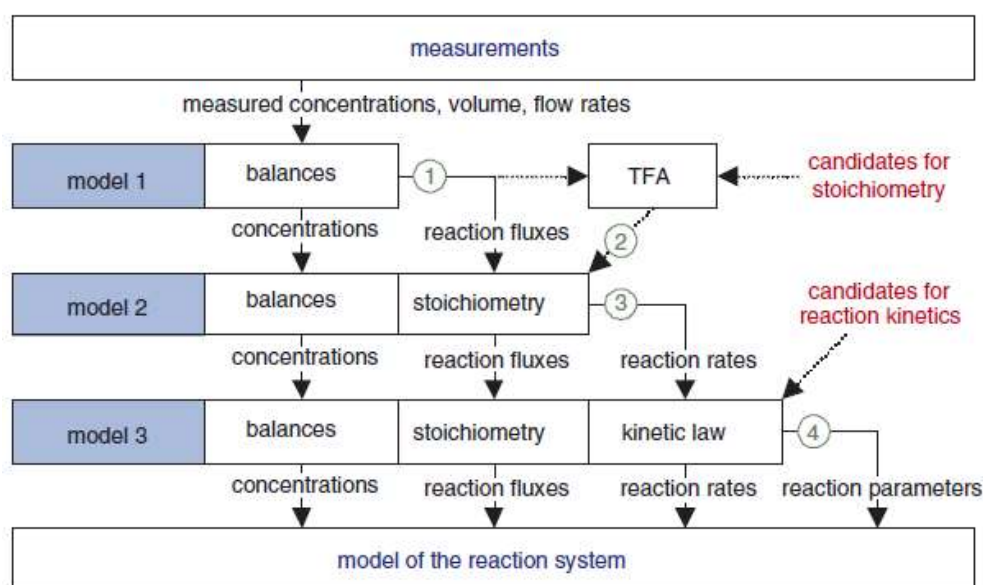 measurements
measured concentrations, volume, flow rates
model 1
balances
1
TFA
candidates for
stoichiometry
concentrations
reaction fluxes
2
model 2
balances
stoichiometry
3
candidates for
reaction kinetics
concentrations
reaction fluxes
reaction rates
model 3
balances
stoichiometry
kinetic law
4
concentrations
reaction fluxes
reaction rates
reaction parameters
model of the reaction system